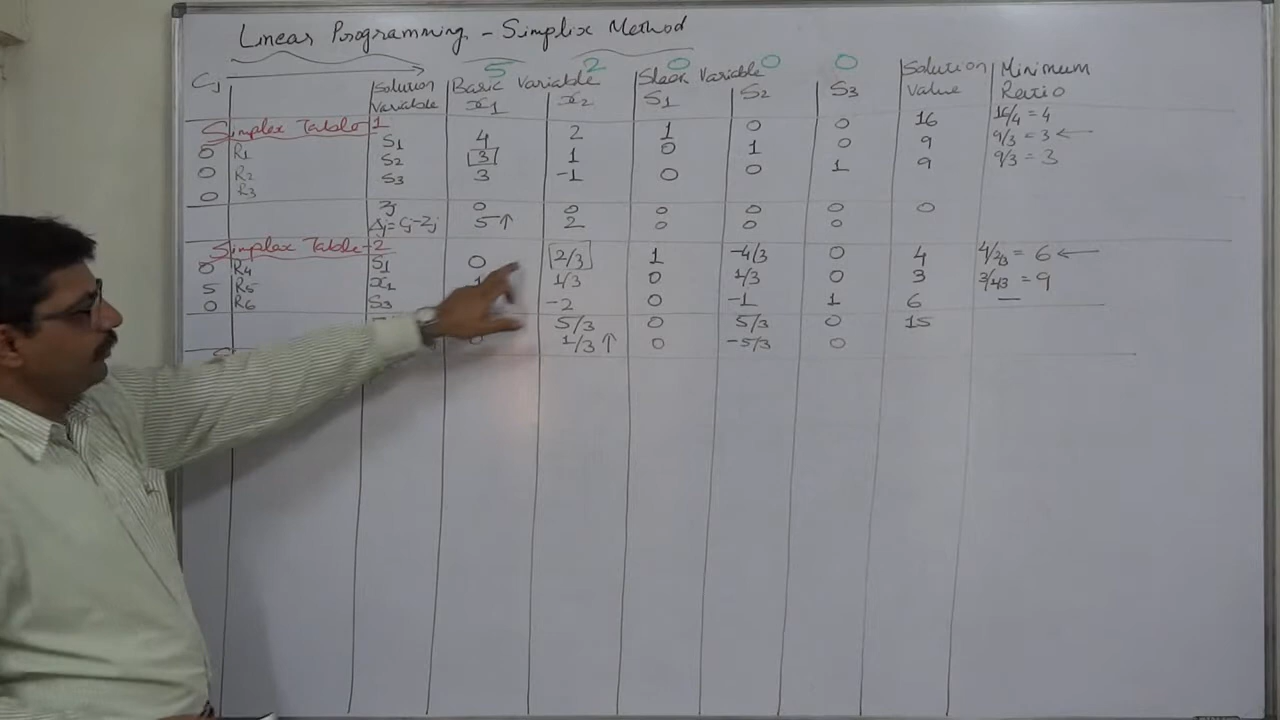 Linear Programming - Simplix Method
5 2 0 0 0
Cj Solution Variable Basic Variable Slack Variable Solution Value Minimum Ratio
x1 x2 S1 S2 S3
Simplex Table 1
0 R1 S1 4 2 1 0 0 16 16/4 = 4
0 R2 S2 3 1 0 1 0 9 9/3 = 3 ←
0 R3 S3 3 -1 0 0 1 9 9/3 = 3
Zj 0 0 0 0 0 0
Δj = Cj - Zj 5↑ 2 0 0 0
Simplex Table - 2
0 R4 S1 0 2/3 1 -4/3 0 4 4/2/3 = 6 ←
5 R5 x1 1/3 0 1/3 0 3 3/1/3 = 9
0 R6 S3 -2 0 -1 1 6 —
5/3 0 5/3 0 15
0 1/3↑ 0 -5/3 0